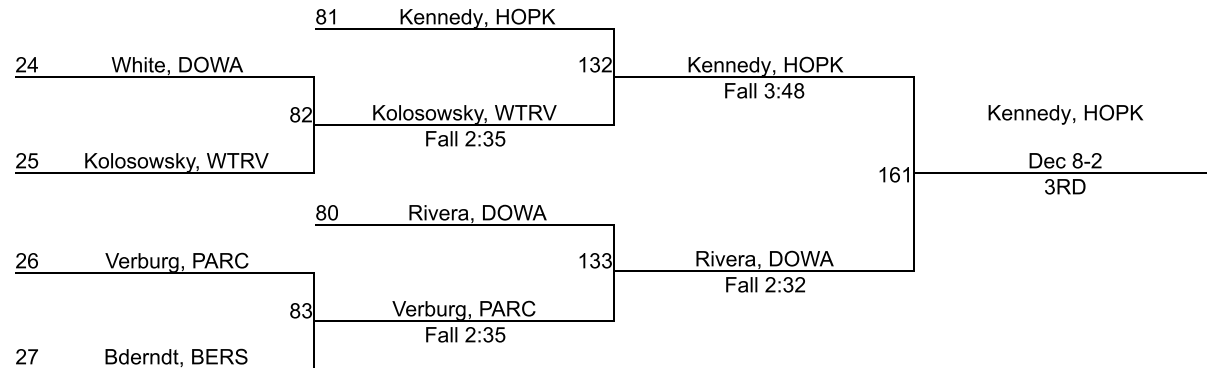 81 Kennedy, HOPK
24 White, DOWA
132 Kennedy, HOPK
Fall 3:48
82 Kolosowsky, WTRV
Fall 2:35
Kennedy, HOPK
25 Kolosowsky, WTRV
161 Dec 8-2
3RD
80 Rivera, DOWA
26 Verburg, PARC
133 Rivera, DOWA
Fall 2:32
83 Verburg, PARC
Fall 2:35
27 Bderndt, BERS